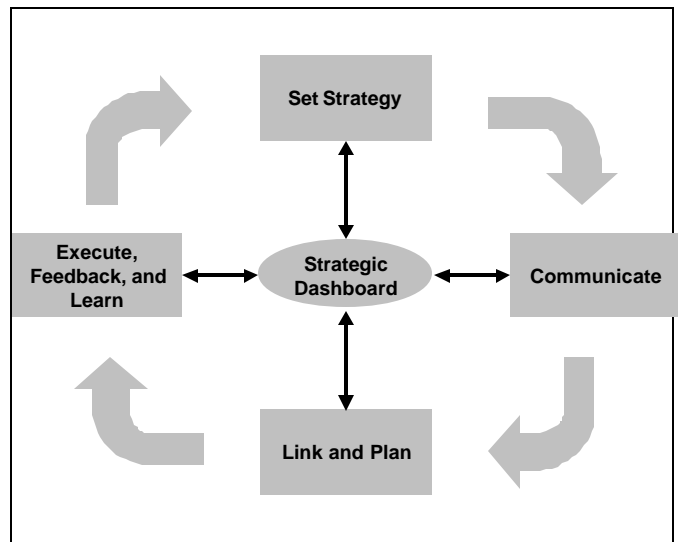 Set Strategy
Execute,
Feedback, and
Learn
Strategic
Dashboard
Communicate
Link and Plan